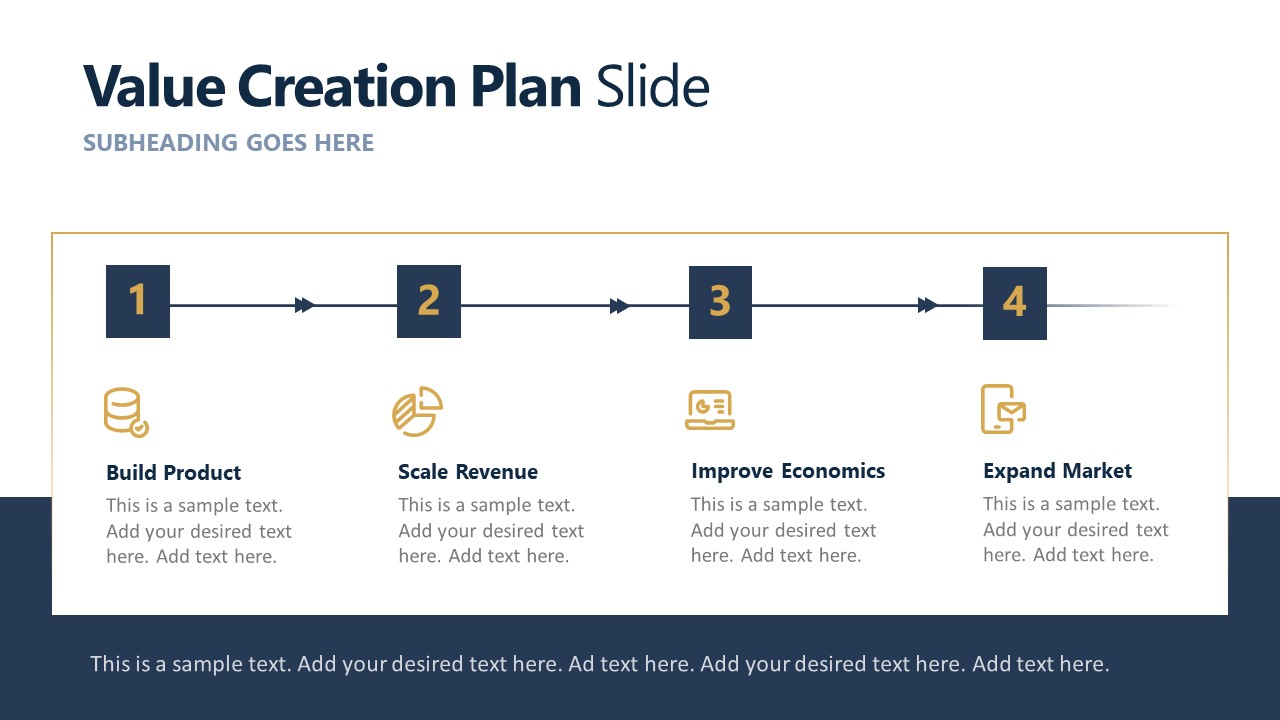 Value Creation Plan Slide
SUBHEADING GOES HERE
1
2
3
4
Build Product
This is a sample text.
Add your desired text
here. Add text here.
Scale Revenue
This is a sample text.
Add your desired text
here. Add text here.
Improve Economics
This is a sample text.
Add your desired text
here. Add text here.
Expand Market
This is a sample text.
Add your desired text
here. Add text here.
This is a sample text. Add your desired text here. Ad text here. Add your desired text here. Add text here.